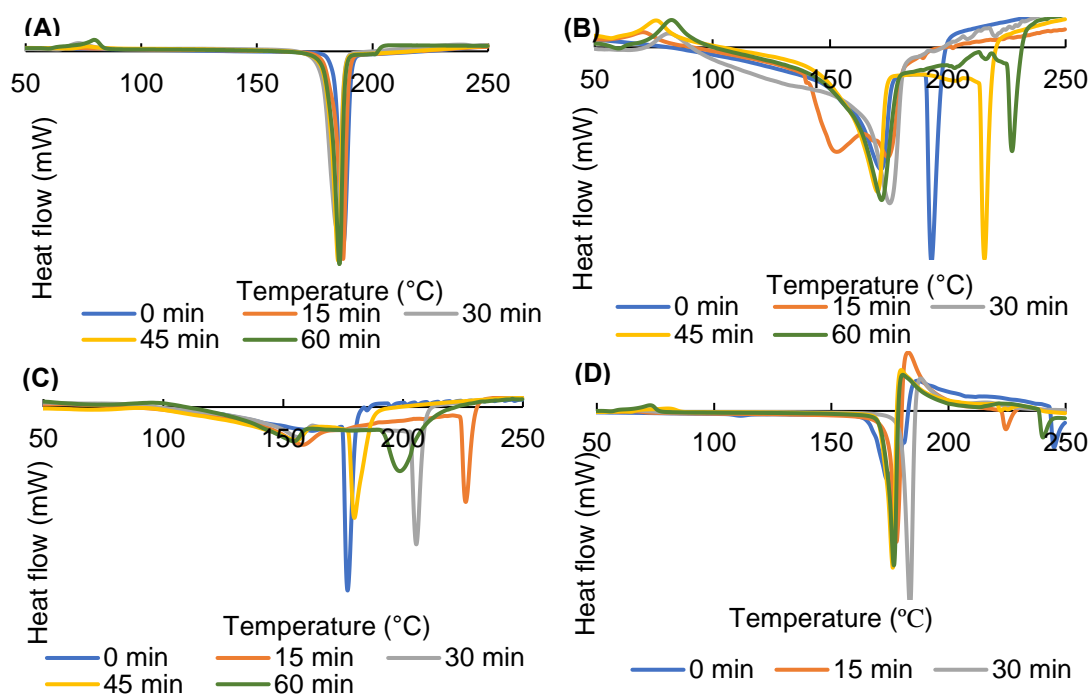 (A)
50 100 150 200 250
Heat flow (mW)
Temperature (°C)
0 min 15 min 30 min
45 min 60 min
(B)
50 100 150 200 250
Heat flow (mW)
Temperature (°C)
0 min 15 min 30 min
45 min 60 min
(C)
50 100 150 200 250
Heat flow (mW)
Temperature (°C)
0 min 15 min 30 min
45 min 60 min
(D)
50 100 150 200 250
Heat flow (mW)
Temperature (ºC)
0 min 15 min 30 min